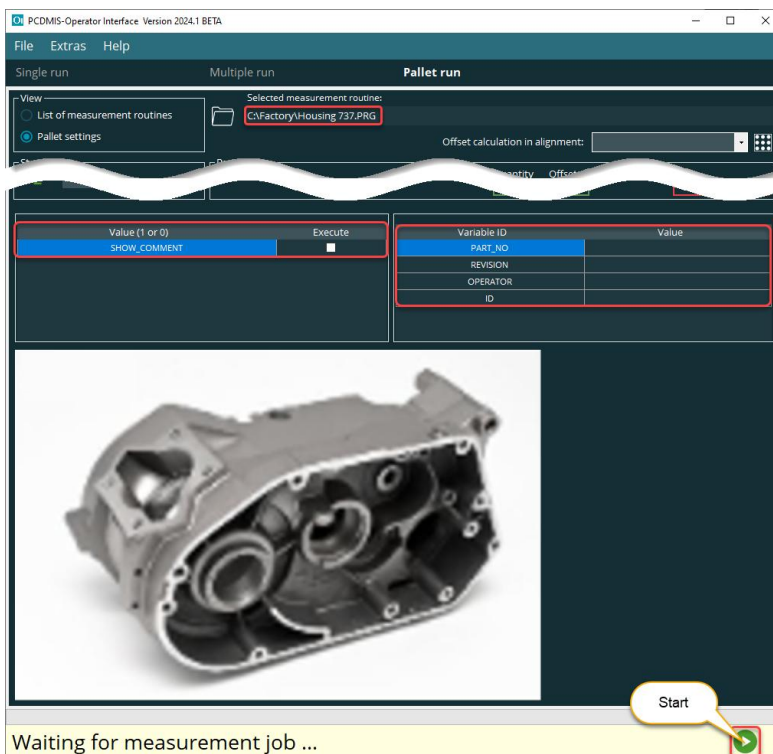 PCDMIS-Operator Interface Version 2024.1 BETA
File Extras Help
Single run Multiple run Pallet run
View
List of measurement routines
Pallet settings
Selected measurement routine:
C:\Factory\Housing 737.PRG
Offset calculation in alignment:
Value (1 or 0) Execute
SHOW_COMMENT
Variable ID Value
PART_NO
REVISION
OPERATOR
ID
Start
Waiting for measurement job ...